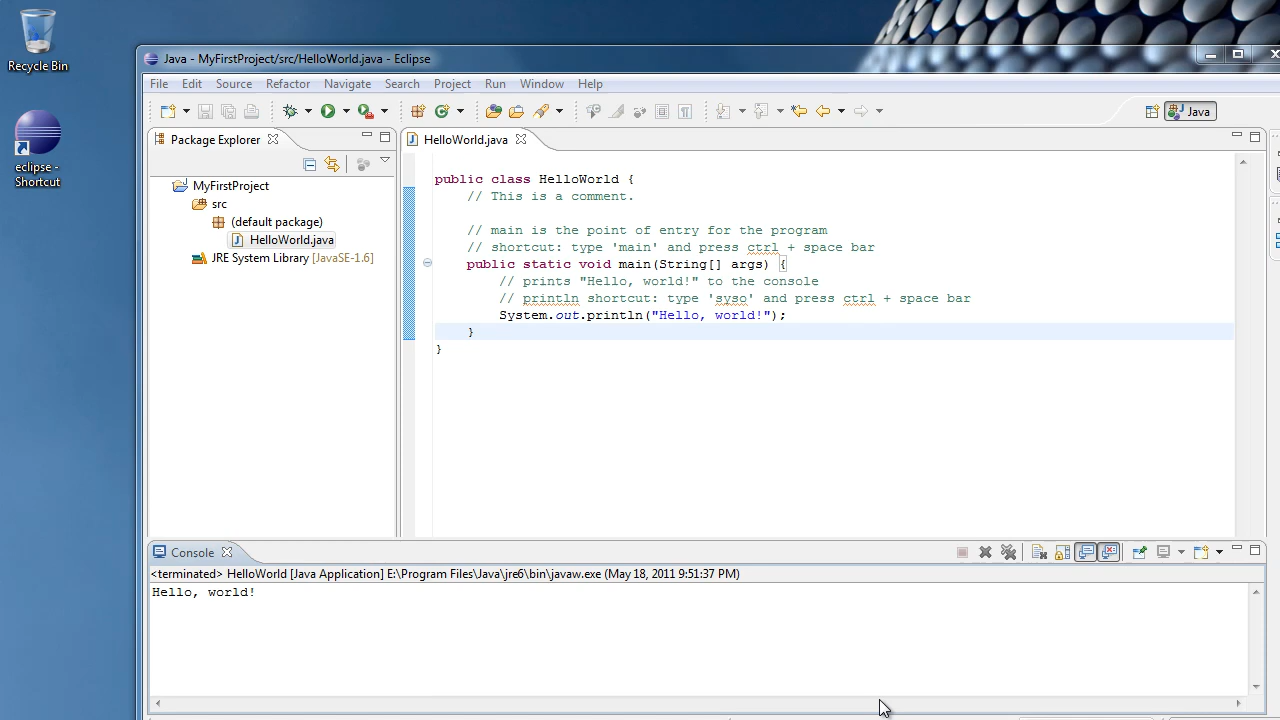 Recycle Bin
eclipse -
Shortcut
Java - MyFirstProject/src/HelloWorld.java - Eclipse
File Edit Source Refactor Navigate Search Project Run Window Help
Java
Package Explorer
MyFirstProject
src
(default package)
HelloWorld.java
JRE System Library [JavaSE-1.6]
HelloWorld.java
public class HelloWorld {
// This is a comment.
// main is the point of entry for the program
// shortcut: type 'main' and press ctrl + space bar
public static void main(String[] args) {
// prints "Hello, world!" to the console
// println shortcut: type 'syso' and press ctrl + space bar
System.out.println("Hello, world!");
}
}
Console
<terminated> HelloWorld [Java Application] E:\Program Files\Java\jre6\bin\javaw.exe (May 18, 2011 9:51:37 PM)
Hello, world!